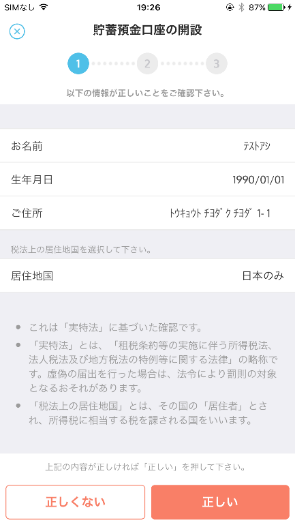 SIMなし 19:26 87%
貯蓄預金口座の開設
1 2 3
以下の情報が正しいことをご確認下さい。
お名前 ﾃｽﾄｱｼ
生年月日 1990/01/01
ご住所 ﾄｳｷｮｳﾄ ﾁﾖﾀﾞｸ ﾁﾖﾀﾞ 1-1
税法上の居住地国を選択して下さい。
居住地国 日本のみ
● これは「実特法」に基づいた確認です。
● 「実特法」とは、「租税条約等の実施に伴う所得税法、
法人税法及び地方税法の特例等に関する法律」の略称で
す。虚偽の届出を行った場合は、法令により罰則の対象
となるおそれがあります。
● 「税法上の居住地国」とは、その国の「居住者」とさ
れ、所得税に相当する税を課される国をいいます。
上記の内容が正しければ「正しい」を押して下さい。
正しくない 正しい